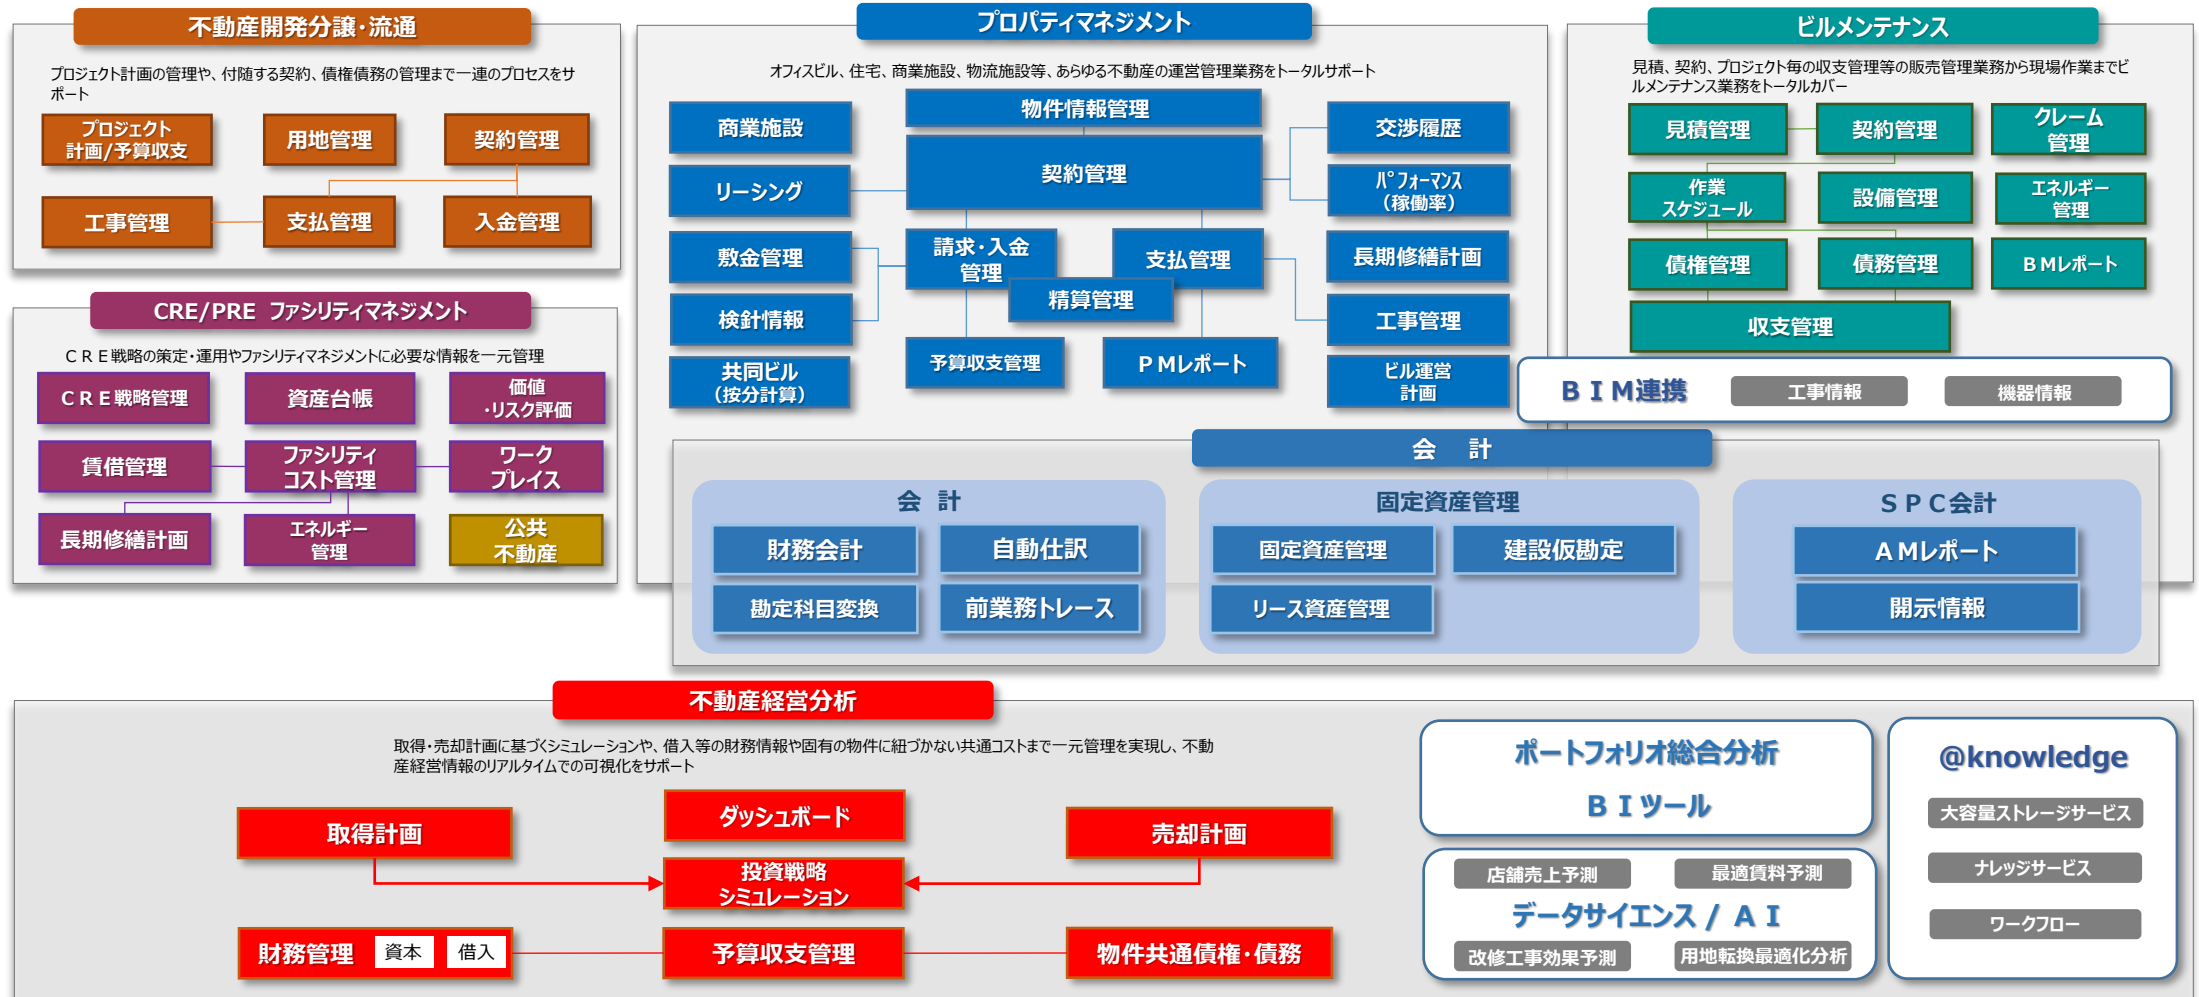 不動産開発分譲・流通
プロジェクト計画の管理や、付随する契約、債権債務の管理まで一連のプロセスをサ
ポート
プロジェクト
計画/予算収支
用地管理
契約管理
工事管理
支払管理
入金管理
CRE/PRE ファシリティマネジメント
ＣＲＥ戦略の策定・運用やファシリティマネジメントに必要な情報を一元管理
ＣＲＥ戦略管理
資産台帳
価値
・リスク評価
賃借管理
ファシリティ
コスト管理
ワーク
プレイス
長期修繕計画
エネルギー
管理
公共
不動産
プロパティマネジメント
オフィスビル、住宅、商業施設、物流施設等、あらゆる不動産の運営管理業務をトータルサポート
商業施設
物件情報管理
交渉履歴
契約管理
リーシング
ﾊﾟﾌｫｰﾏﾝｽ
（稼働率）
敷金管理
請求・入金
管理
支払管理
長期修繕計画
精算管理
検針情報
工事管理
共同ビル
（按分計算）
予算収支管理
ＰＭレポート
ビル運営
計画
ビルメンテナンス
見積、契約、プロジェクト毎の収支管理等の販売管理業務から現場作業までビ
ルメンテナンス業務をトータルカバー
見積管理
契約管理
クレーム
管理
作業
スケジュール
設備管理
エネルギー
管理
債権管理
債務管理
ＢＭレポート
収支管理
ＢＩＭ連携
工事情報
機器情報
会　計
会 計
財務会計
自動仕訳
勘定科目変換
前業務トレース
固定資産管理
固定資産管理
建設仮勘定
リース資産管理
ＳＰＣ会計
ＡＭレポート
開示情報
不動産経営分析
取得・売却計画に基づくシミュレーションや、借入等の財務情報や固有の物件に紐づかない共通コストまで一元管理を実現し、不動
産経営情報のリアルタイムでの可視化をサポート
取得計画
ダッシュボード
売却計画
投資戦略
シミュレーション
財務管理
資本
借入
予算収支管理
物件共通債権・債務
ポートフォリオ総合分析
ＢＩツール
店舗売上予測
最適賃料予測
データサイエンス / ＡＩ
改修工事効果予測
用地転換最適化分析
@knowledge
大容量ストレージサービス
ナレッジサービス
ワークフロー